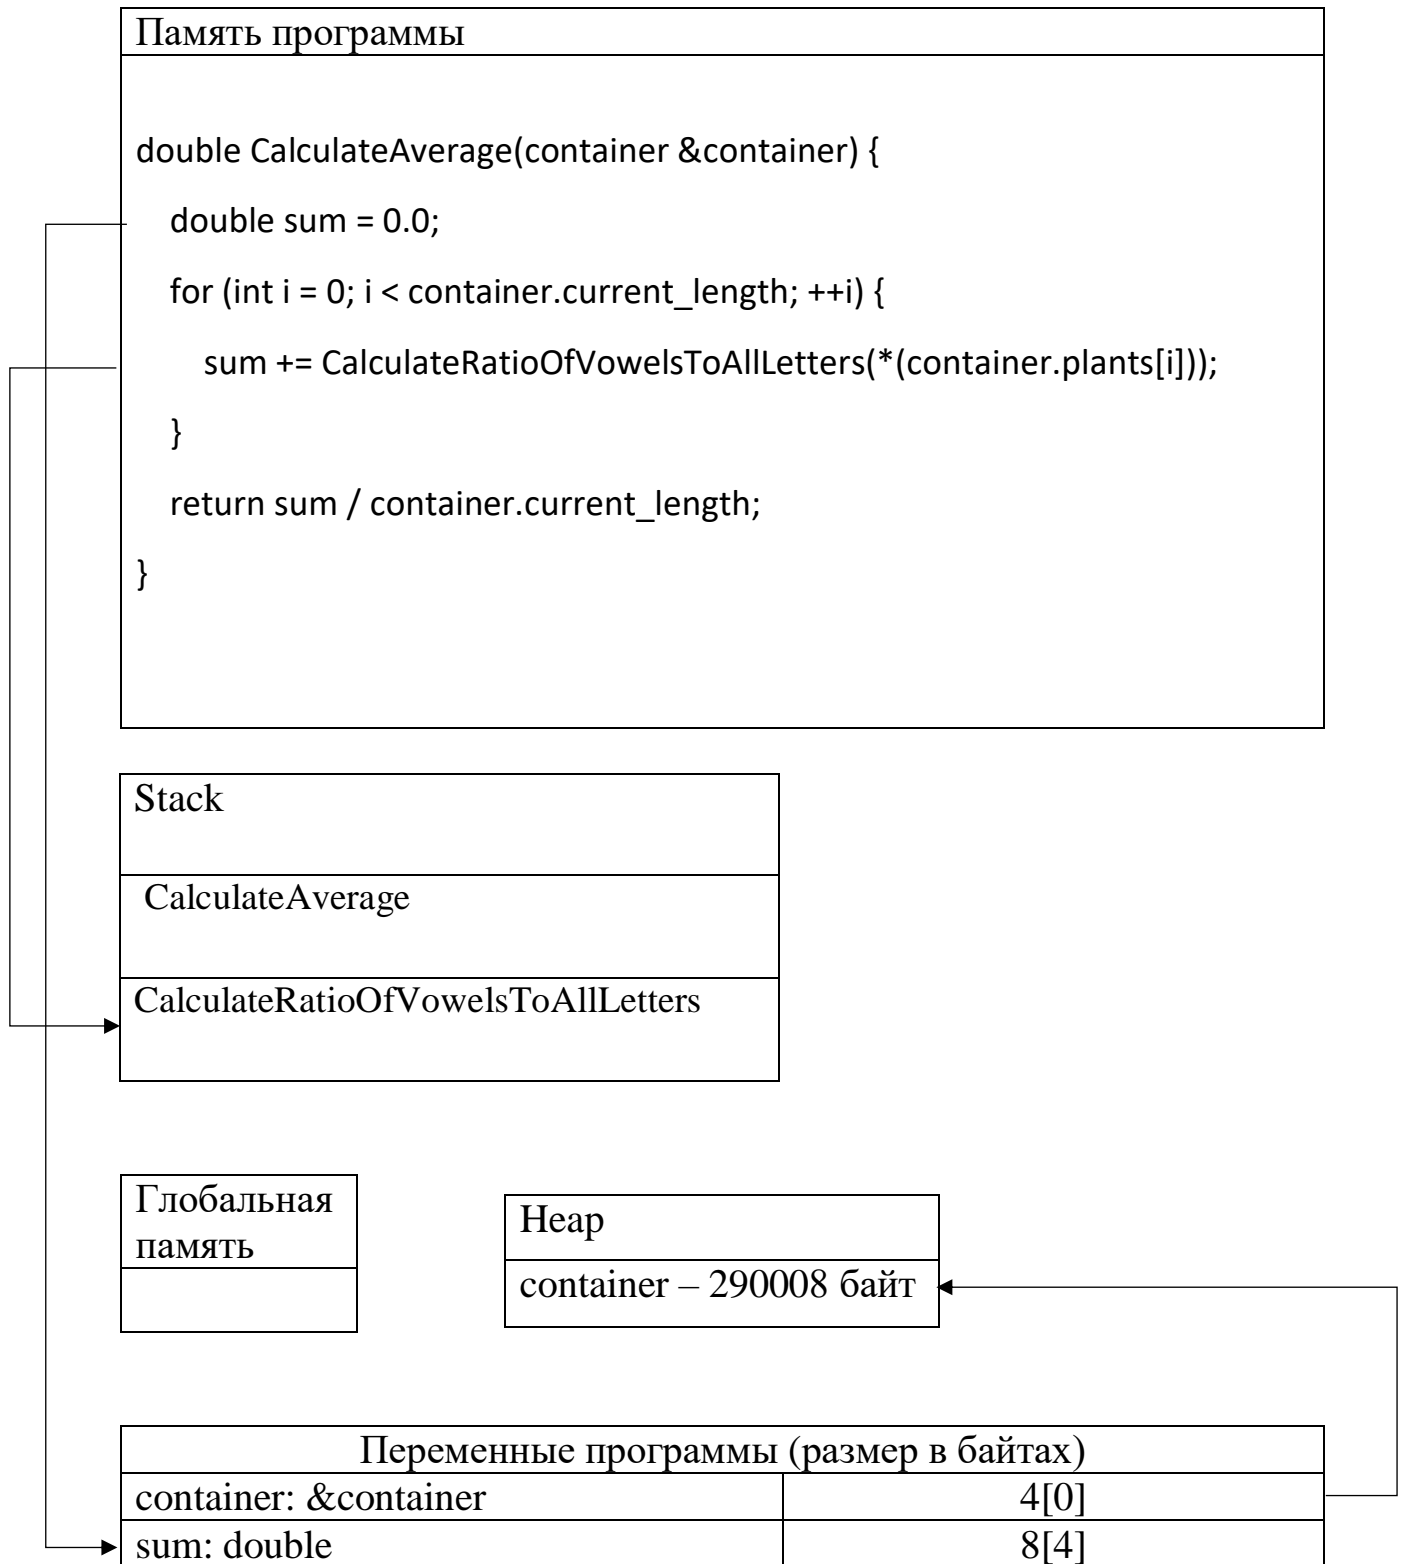 Память программы
double CalculateAverage(container &container) {
double sum = 0.0;
for (int i = 0; i < container.current_length; ++i) {
sum += CalculateRatioOfVowelsToAllLetters(*(container.plants[i]));
}
return sum / container.current_length;
}
Stack
CalculateAverage
CalculateRatioOfVowelsToAllLetters
Глобальная
память
Heap
container – 290008 байт
Переменные программы (размер в байтах)
container: &container 4[0]
sum: double 8[4]